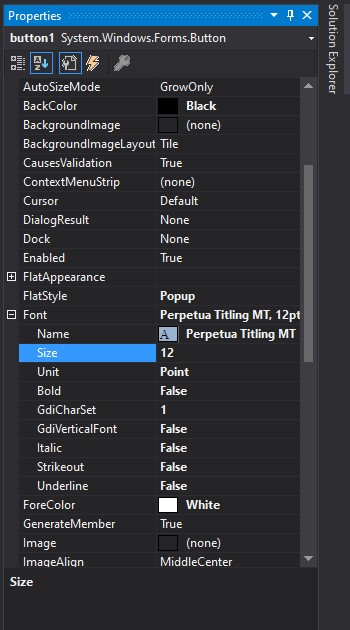 Properties
button1 System.Windows.Forms.Button
AutoSizeMode GrowOnly
BackColor Black
BackgroundImage (none)
BackgroundImageLayout Tile
CausesValidation True
ContextMenuStrip (none)
Cursor Default
DialogResult None
Dock None
Enabled True
FlatAppearance
FlatStyle Popup
Font Perpetua Titling MT, 12pt
Name A Perpetua Titling MT
Size 12
Unit Point
Bold False
GdiCharSet 1
GdiVerticalFont False
Italic False
Strikeout False
Underline False
ForeColor White
GenerateMember True
Image (none)
ImageAlign MiddleCenter
Size
Solution Explorer